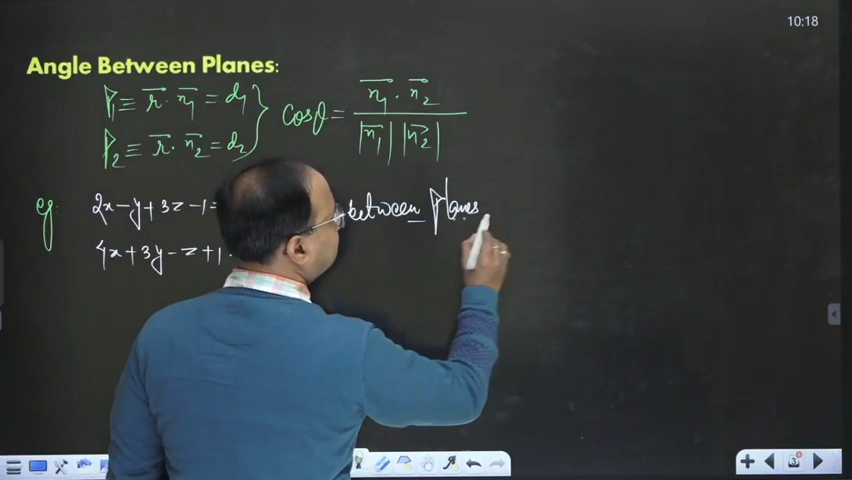 10:18
Angle Between Planes:
P₁ ≡ r⃗ · n⃗₁ = d₁
P₂ ≡ r⃗ · n⃗₂ = d₂
cosθ = n⃗₁ · n⃗₂ / |n⃗₁| |n⃗₂|
eg. 2x - y + 3z - 1 = between Planes
4x + 3y - z + 1